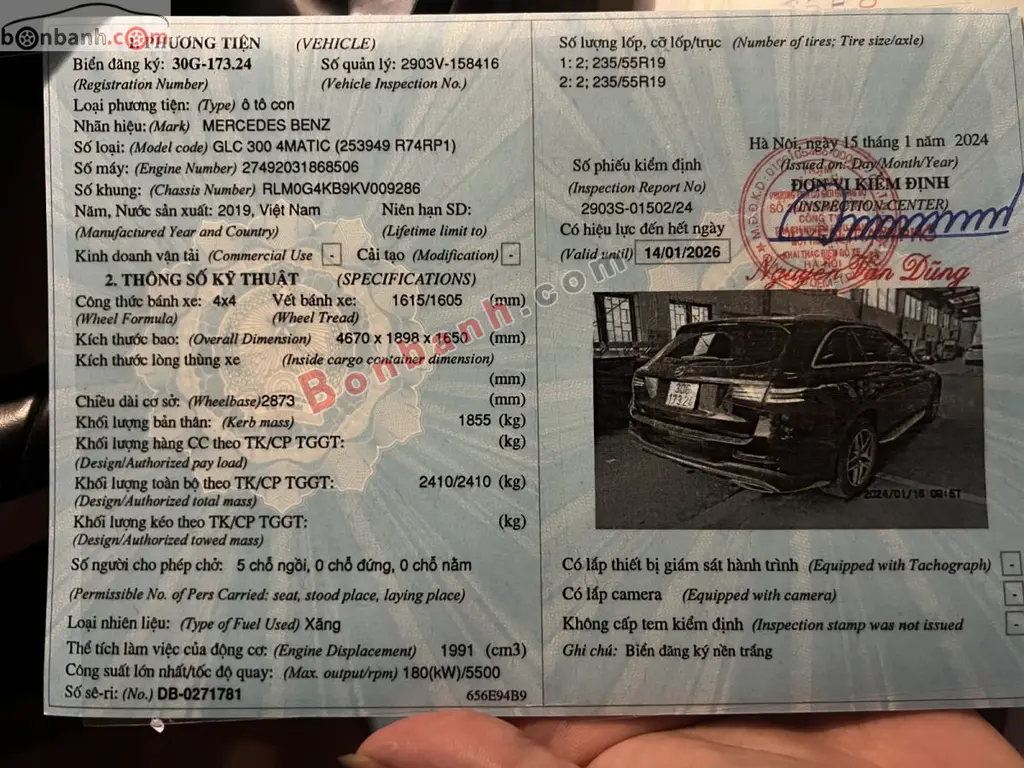 bonbanh.com
1. PHƯƠNG TIỆN (VEHICLE)
Biển đăng ký: 30G-173.24 Số quản lý: 2903V-158416
(Registration Number) (Vehicle Inspection No.)
Loại phương tiện: (Type) ô tô con
Nhãn hiệu: (Mark) MERCEDES BENZ
Số loại: (Model code) GLC 300 4MATIC (253949 R74RP1)
Số máy: (Engine Number) 27492031868506
Số khung: (Chassis Number) RLM0G4KB9KV009286
Năm, Nước sản xuất: 2019, Việt Nam Niên hạn SD:
(Manufactured Year and Country) (Lifetime limit to)
Kinh doanh vận tải (Commercial Use - Cải tạo (Modification) -
2. THÔNG SỐ KỸ THUẬT (SPECIFICATIONS)
Công thức bánh xe: 4x4 Vết bánh xe: 1615/1605 (mm)
(Wheel Formula) (Wheel Tread)
Kích thước bao: (Overall Dimension) 4670 x 1898 x 1650 (mm)
Kích thước lòng thùng xe (Inside cargo container dimension)
(mm)
Chiều dài cơ sở: (Wheelbase) 2873 (mm)
Khối lượng bản thân: (Kerb mass) 1855 (kg)
Khối lượng hàng CC theo TK/CP TGGT: (kg)
(Design/Authorized pay load)
Khối lượng toàn bộ theo TK/CP TGGT: 2410/2410 (kg)
(Design/Authorized total mass)
Khối lượng kéo theo TK/CP TGGT: (kg)
(Design/Authorized towed mass)
Số người cho phép chở: 5 chỗ ngồi, 0 chỗ đứng, 0 chỗ nằm
(Permissible No. of Pers Carried: seat, stood place, laying place)
Loại nhiên liệu: (Type of Fuel Used) Xăng
Thể tích làm việc của động cơ: (Engine Displacement) 1991 (cm3)
Công suất lớn nhất/tốc độ quay: (Max. output/rpm) 180(kW)/5500
Số sê-ri: (No.) DB-0271781 656E94B9
Bonbanh.com
Số lượng lốp, cỡ lốp/trục (Number of tires; Tire size/axle)
1: 2; 235/55R19
2: 2; 235/55R19
Hà Nội, ngày 15 tháng 1 năm 2024
(Issued on: Day/Month/Year)
Số phiếu kiểm định
(Inspection Report No)
2903S-01502/24
ĐƠN VỊ KIỂM ĐỊNH
(INSPECTION CENTER)
Có hiệu lực đến hết ngày
(Valid until) 14/01/2026
CÔNG TY
HÀ NỘI
Nguyễn Văn Dũng
30G
173.24
2024/01/15 09:57
Có lắp thiết bị giám sát hành trình (Equipped with Tachograph) -
Có lắp camera (Equipped with camera) -
Không cấp tem kiểm định (Inspection stamp was not issued -
Ghi chú: Biển đăng ký nền trắng